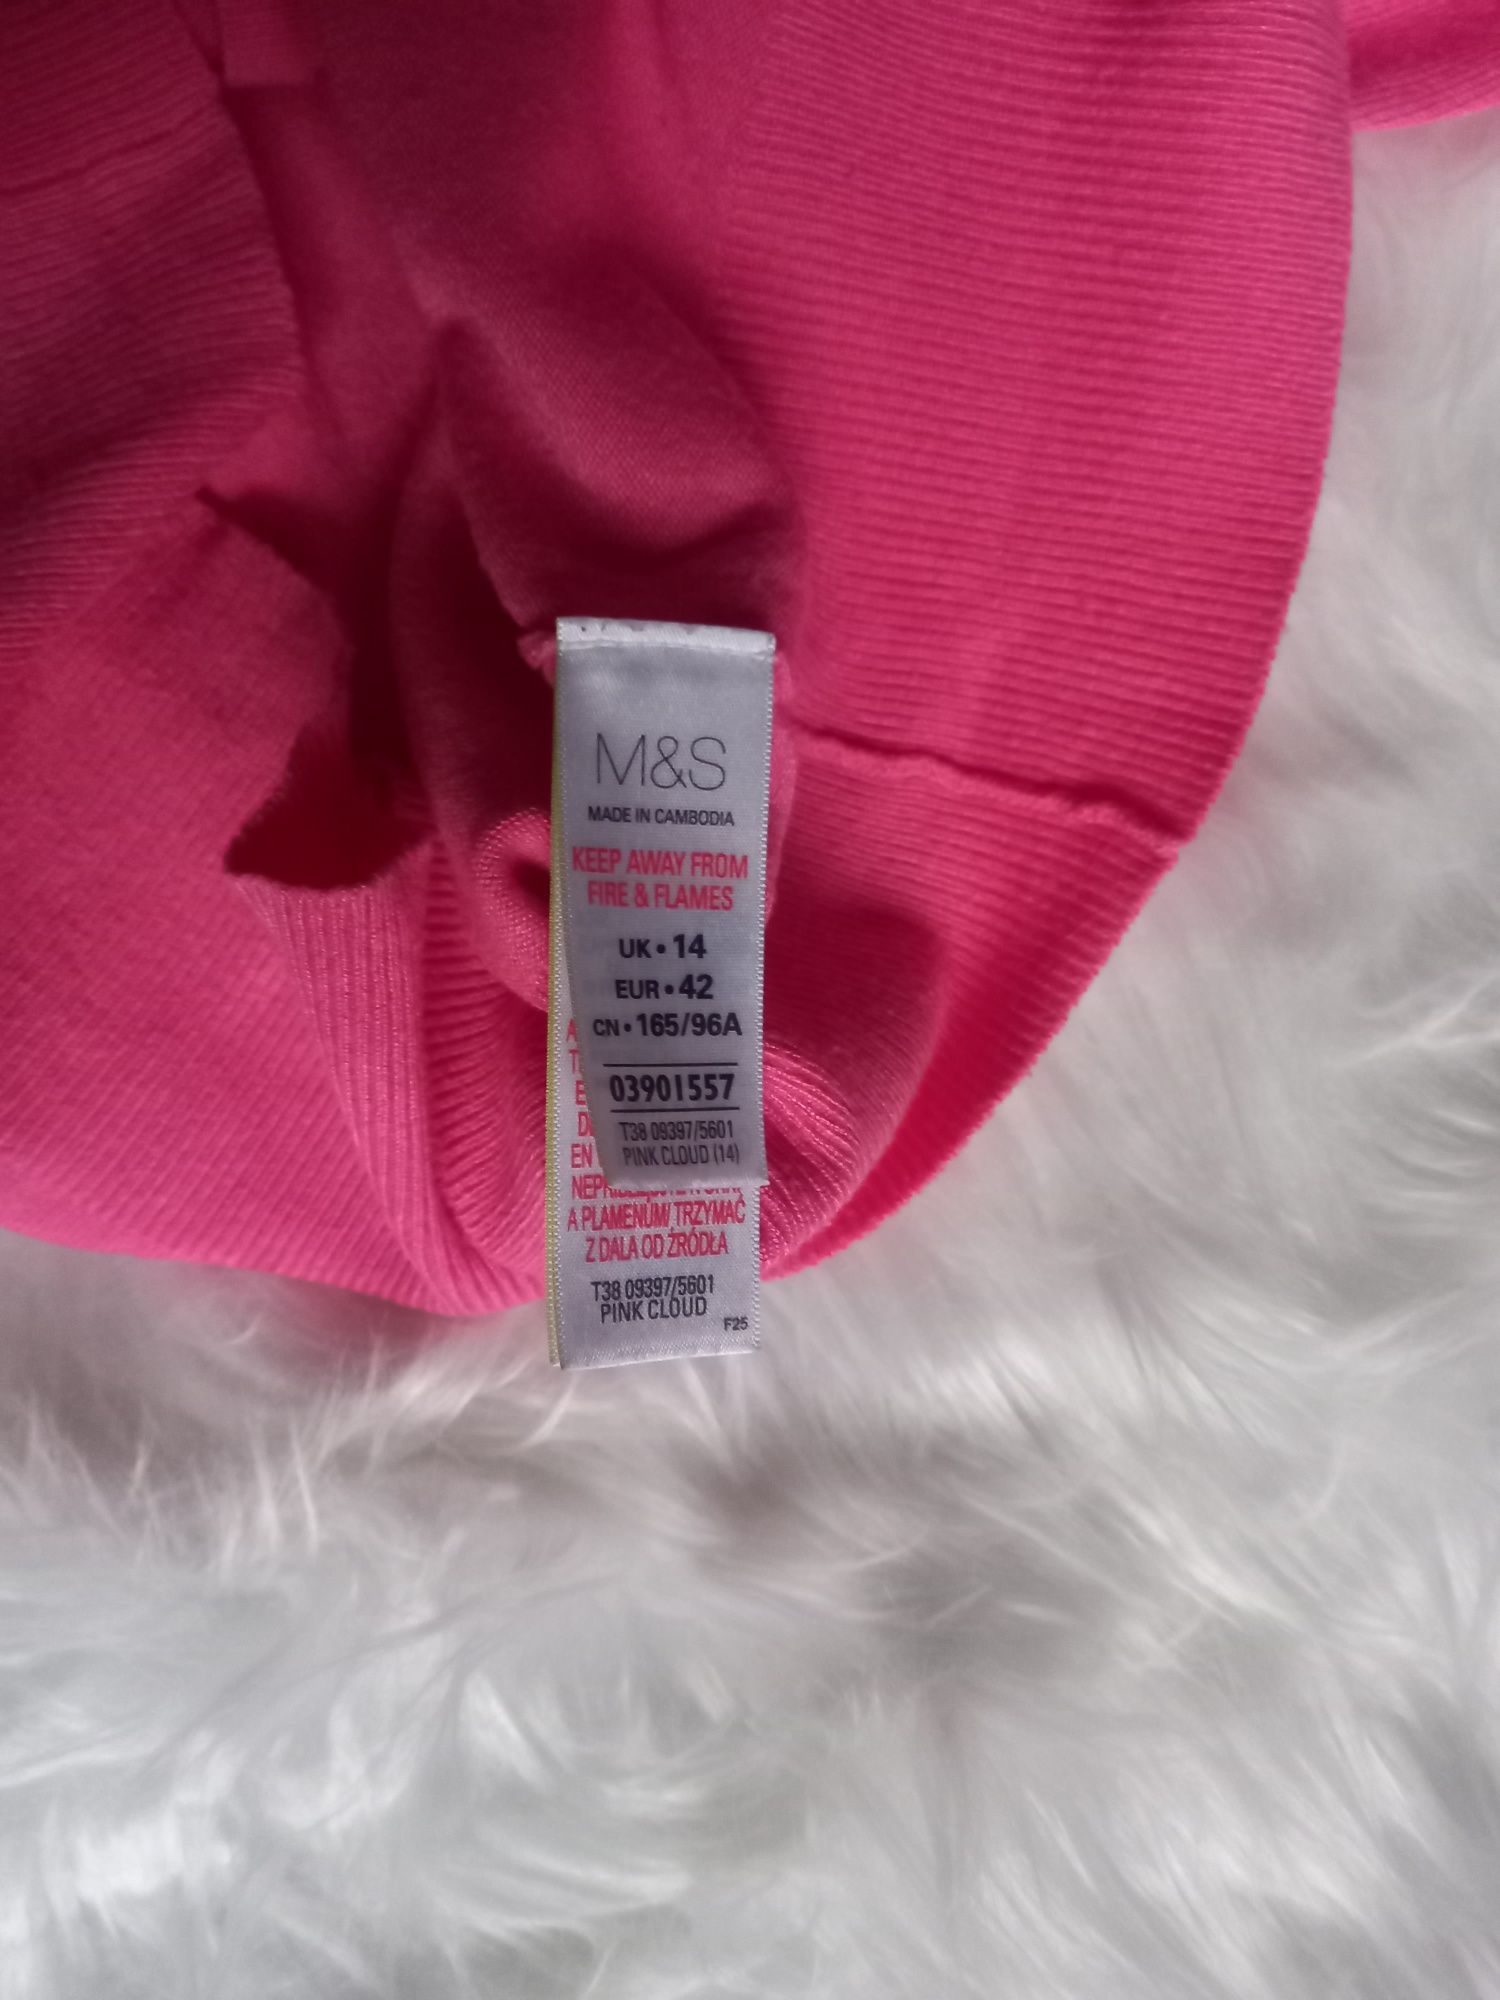 M&S
MADE IN CAMBODIA
KEEP AWAY FROM
FIRE & FLAMES
UK • 14
EUR • 42
CN • 165/96A
03901557
T38 09397/5601
PINK CLOUD (14)
EN
A PLAMENUM/ TRZYMAĆ
Z DALA OD ŹRÓDŁA
T38 09397/5601
PINK CLOUD
F25